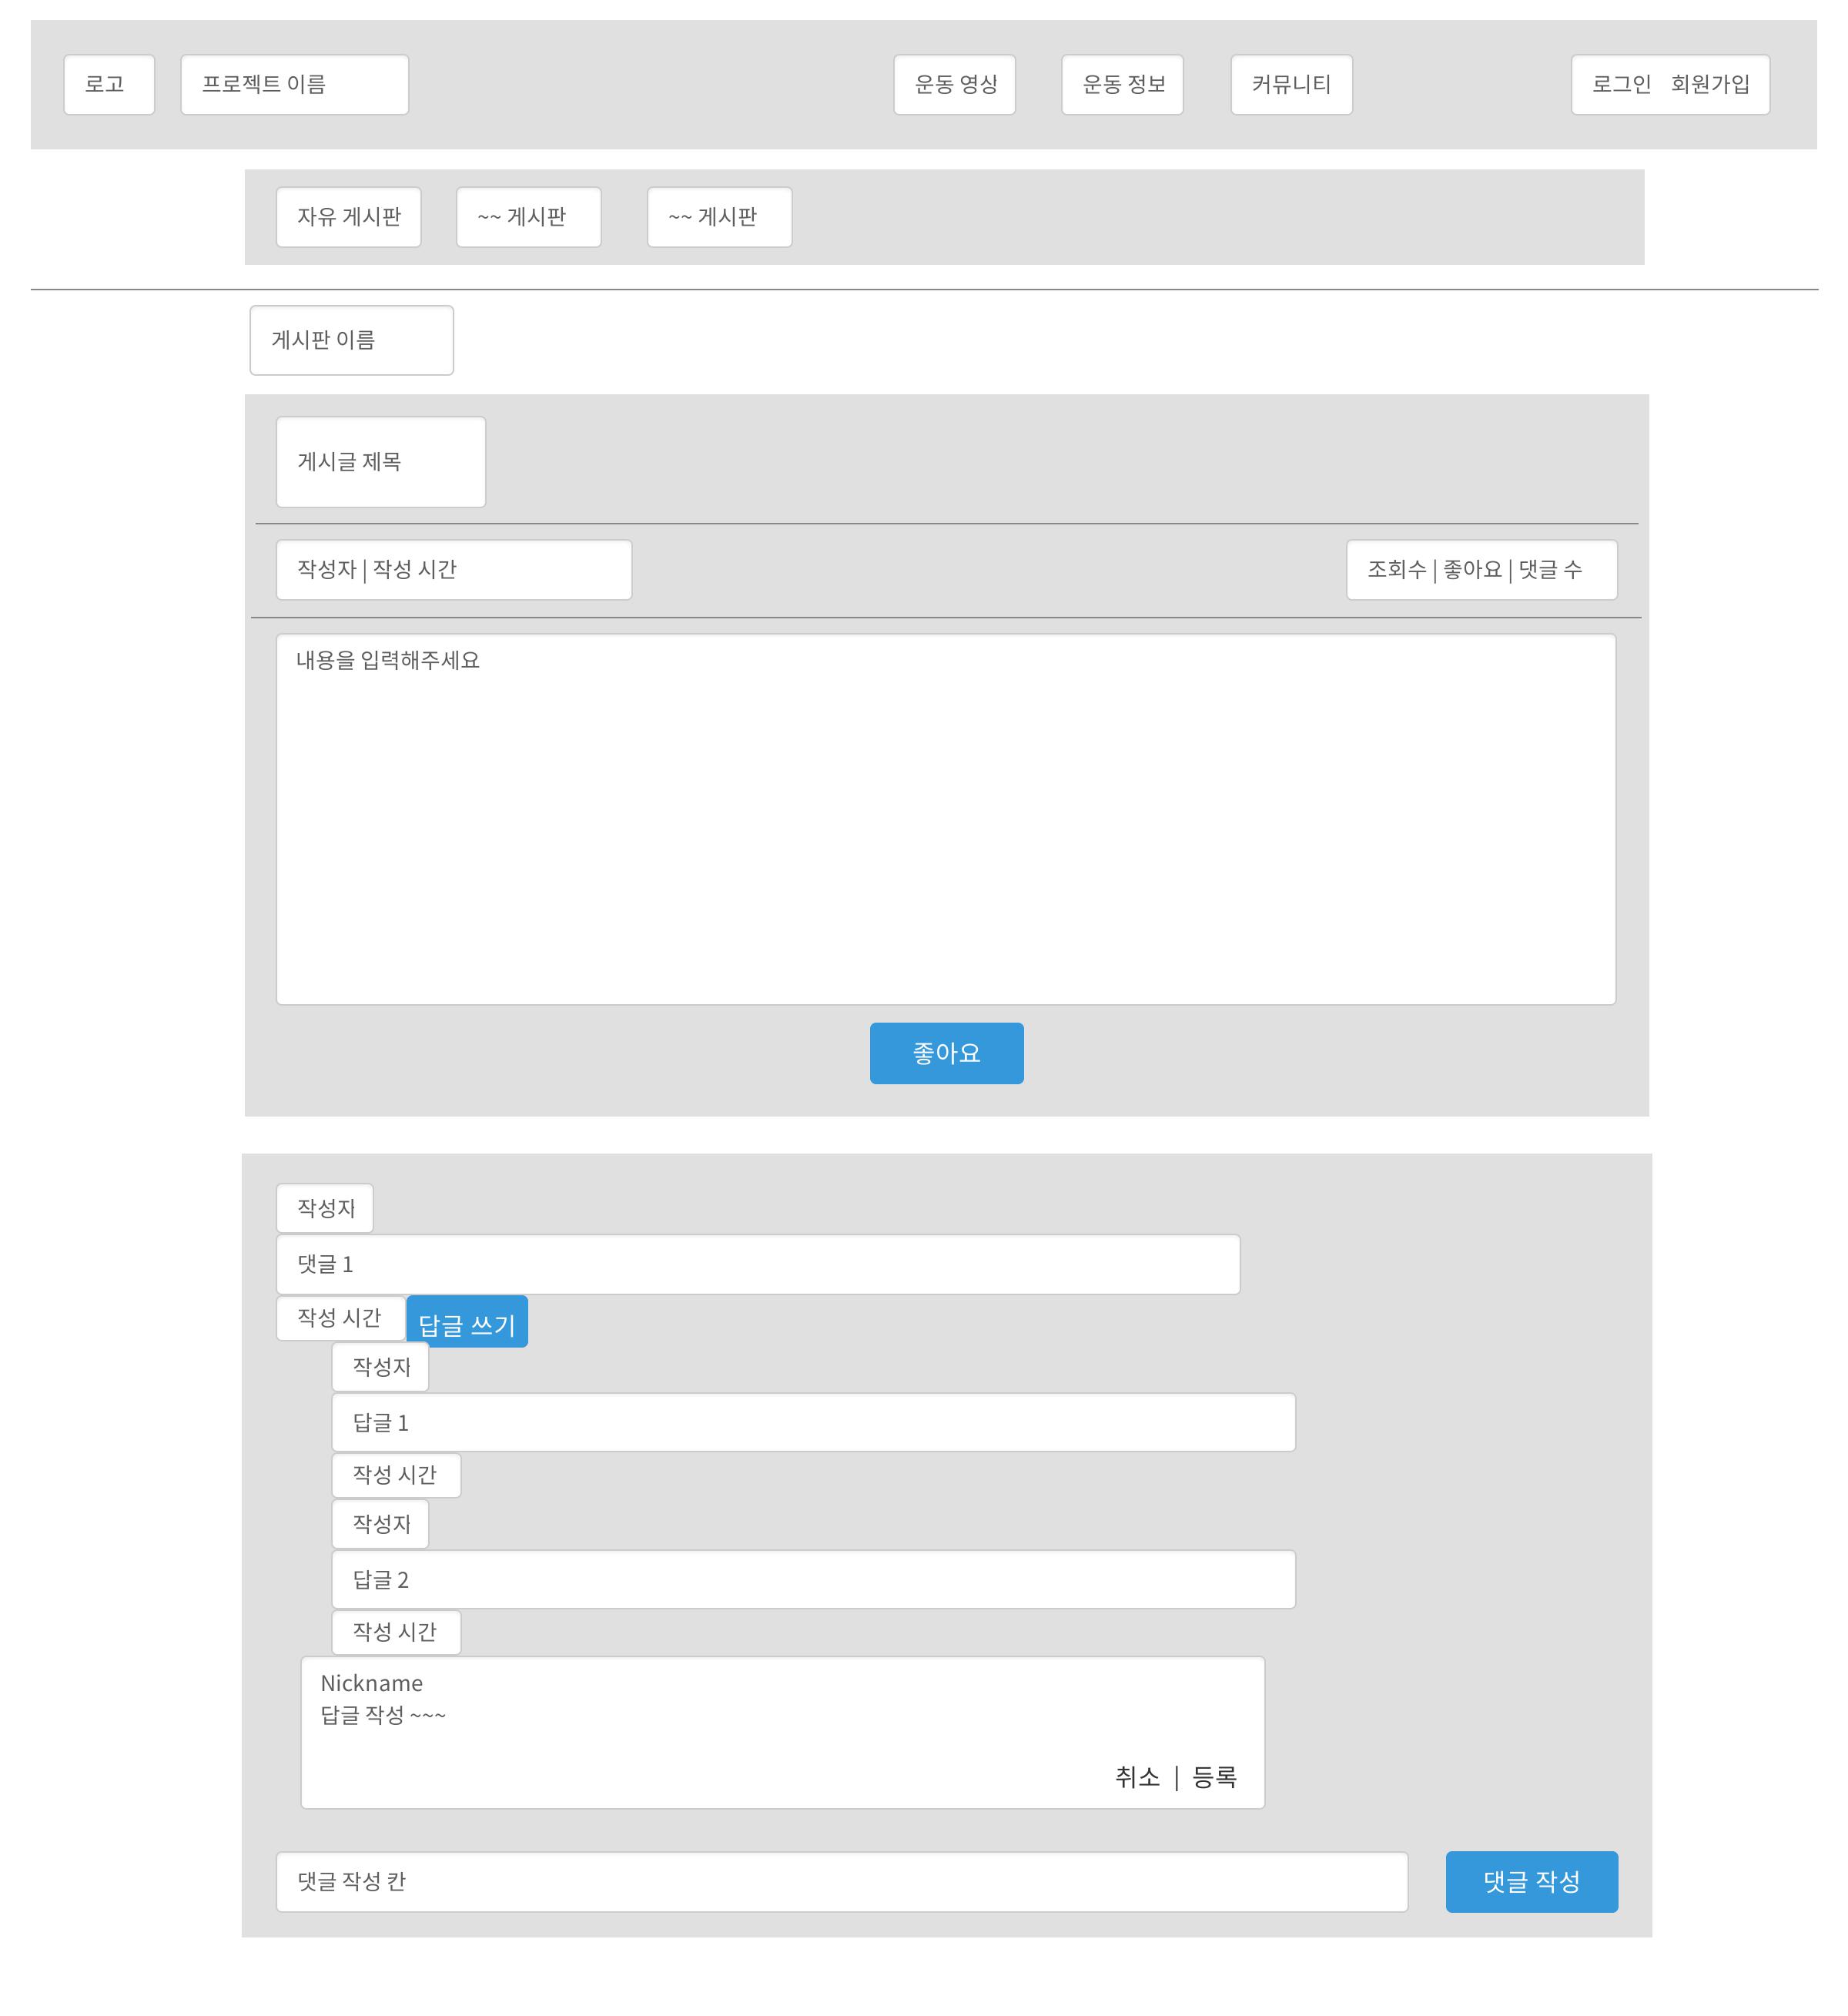 로고 프로젝트 이름 운동 영상 운동 정보 커뮤니티 로그인 회원가입
자유 게시판 ~~ 게시판 ~~ 게시판
게시판 이름
게시글 제목
작성자 | 작성 시간 조회수 | 좋아요 | 댓글 수
내용을 입력해주세요
좋아요
작성자
댓글 1
작성 시간 답글 쓰기
작성자
답글 1
작성 시간
작성자
답글 2
작성 시간
Nickname
답글 작성 ~~~
취소 | 등록
댓글 작성 칸 댓글 작성